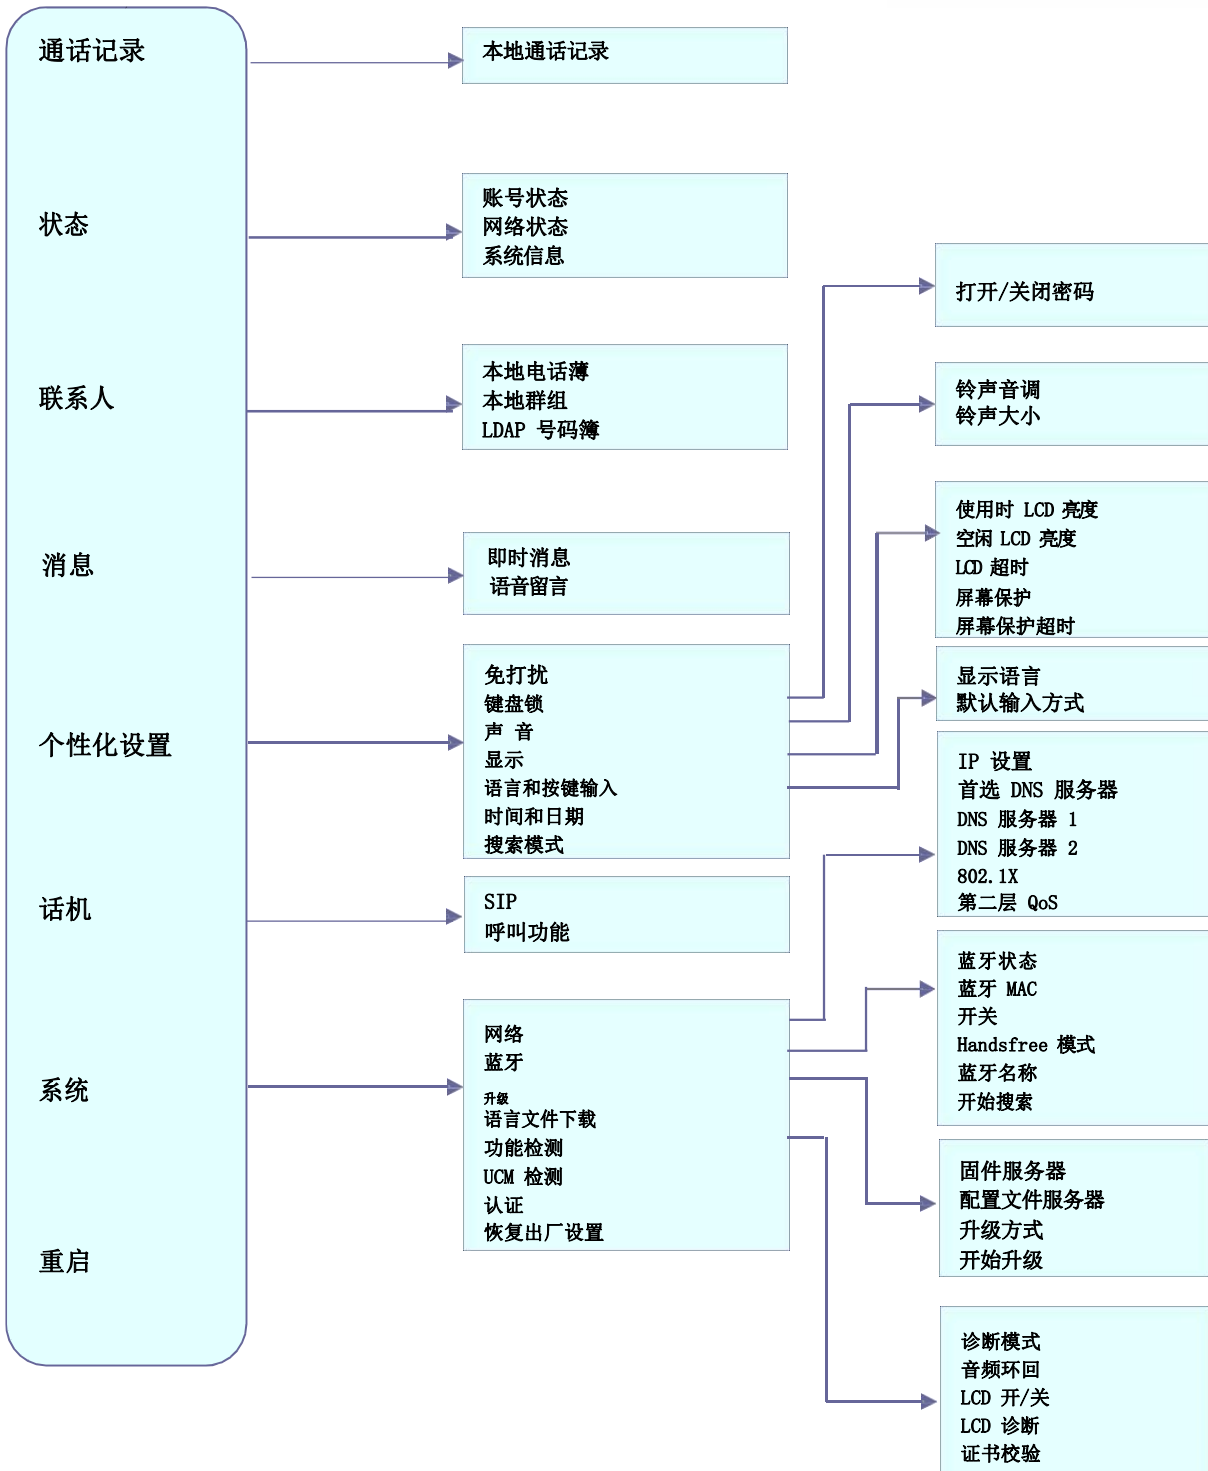 通话记录
状态
联系人
消息
个性化设置
话机
系统
重启
本地通话记录
账号状态
网络状态
系统信息
本地电话薄
本地群组
LDAP 号码簿
即时消息
语音留言
免打扰
键盘锁
声 音
显示
语言和按键输入
时间和日期
搜索模式
SIP
呼叫功能
网络
蓝牙
升级
语言文件下载
功能检测
UCM 检测
认证
恢复出厂设置
打开/关闭密码
铃声音调
铃声大小
使用时 LCD 亮度
空闲 LCD 亮度
LCD 超时
屏幕保护
屏幕保护超时
显示语言
默认输入方式
IP 设置
首选 DNS 服务器
DNS 服务器 1
DNS 服务器 2
802.1X
第二层 QoS
蓝牙状态
蓝牙 MAC
开关
Handsfree 模式
蓝牙名称
开始搜索
固件服务器
配置文件服务器
升级方式
开始升级
诊断模式
音频环回
LCD 开/关
LCD 诊断
证书校验